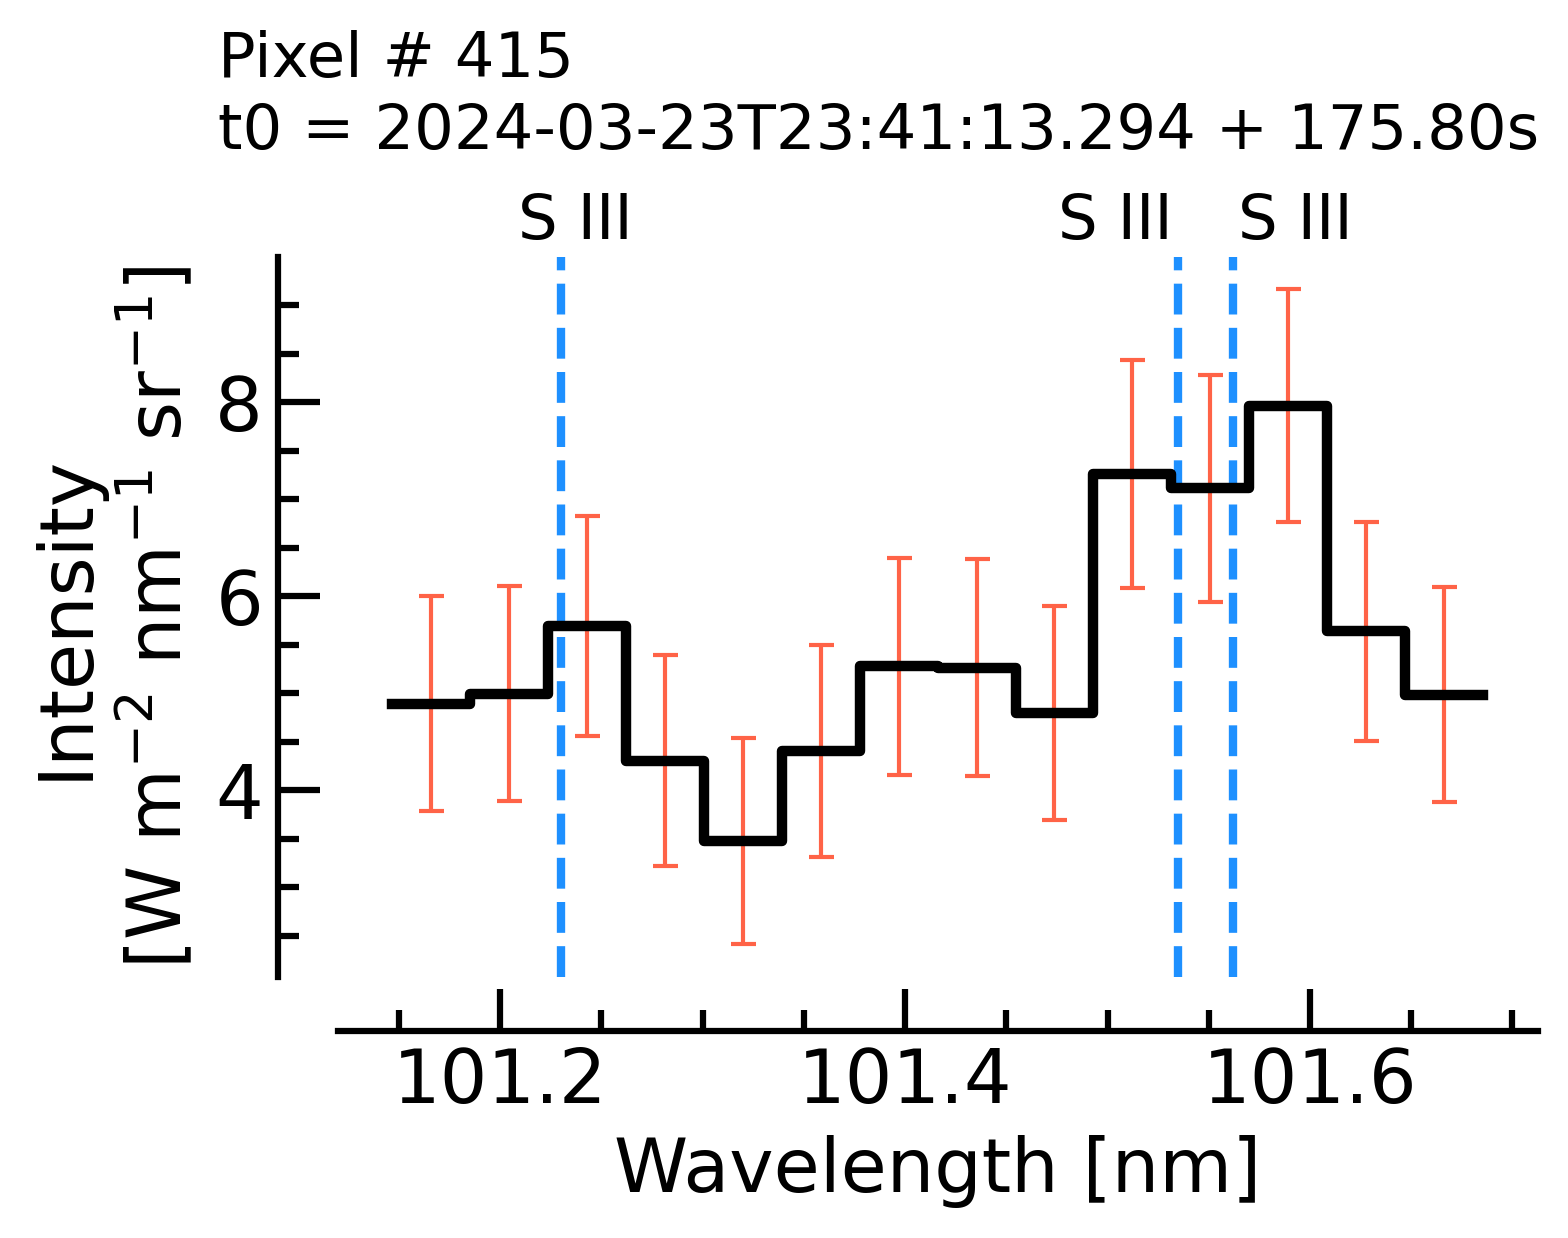 Pixel # 415
t0 = 2024-03-23T23:41:13.294 + 175.80s
S III S III S III
Intensity
[W m⁻² nm⁻¹ sr⁻¹]
8
6
4
101.2 101.4 101.6
Wavelength [nm]